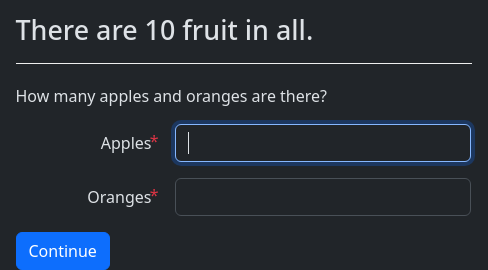 There are 10 fruit in all.
How many apples and oranges are there?
Apples*
Oranges*
Continue